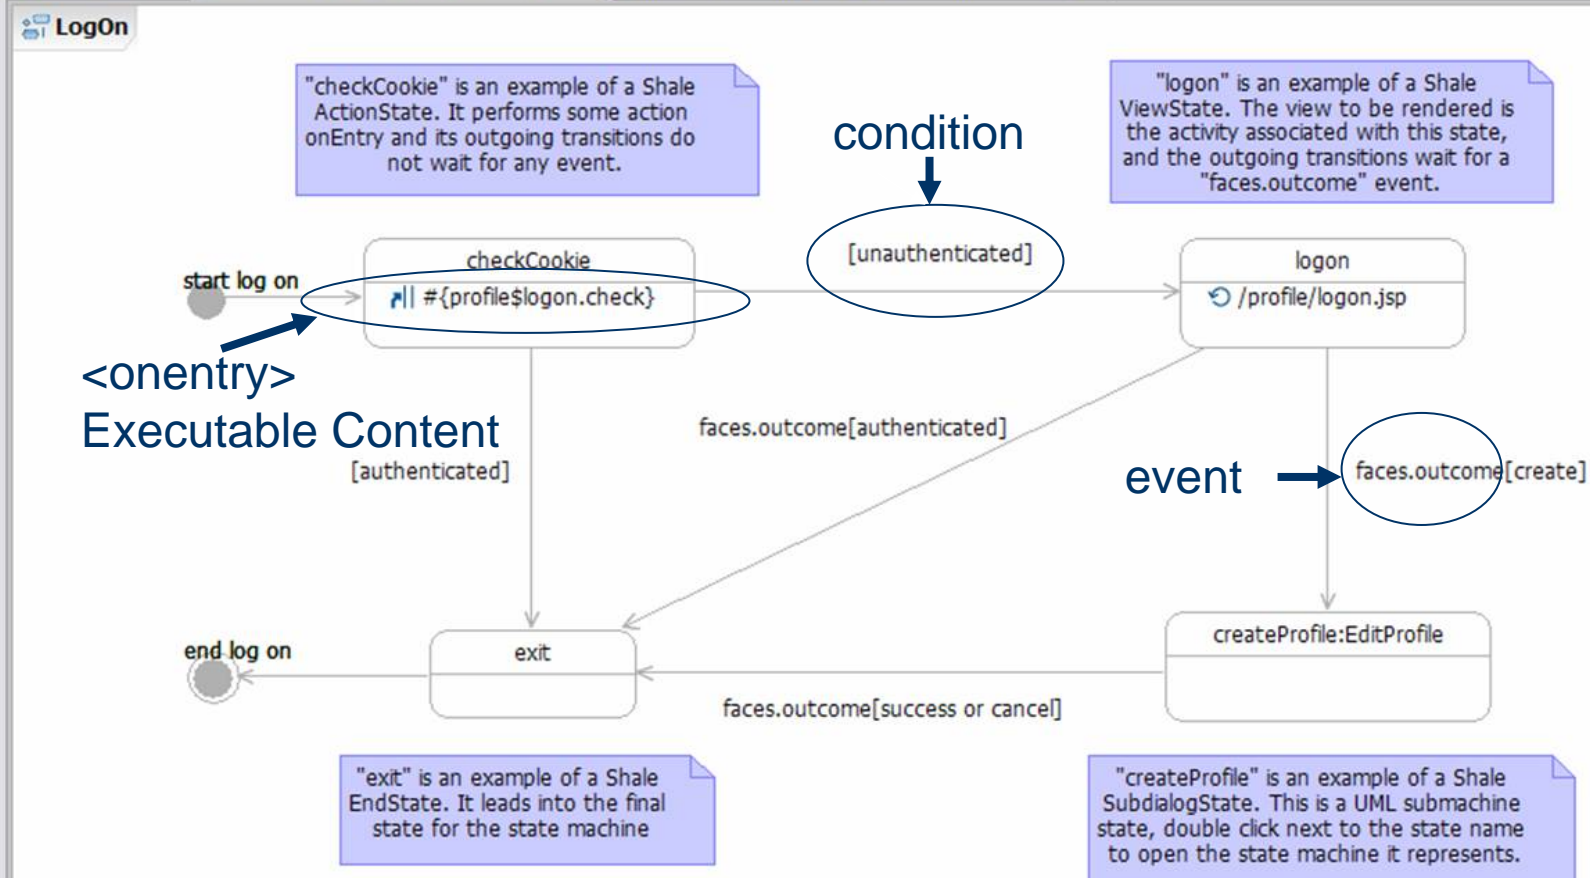 LogOn
"checkCookie" is an example of a Shale
ActionState. It performs some action
onEntry and its outgoing transitions do
not wait for any event.
condition
"logon" is an example of a Shale
ViewState. The view to be rendered is
the activity associated with this state,
and the outgoing transitions wait for a
"faces.outcome" event.
start log on
checkCookie
#{profile$logon.check}
[unauthenticated]
logon
/profile/logon.jsp
<onentry>
Executable Content
[authenticated]
faces.outcome[authenticated]
event
faces.outcome[create]
end log on
exit
faces.outcome[success or cancel]
createProfile:EditProfile
"exit" is an example of a Shale
EndState. It leads into the final
state for the state machine
"createProfile" is an example of a Shale
SubdialogState. This is a UML submachine
state, double click next to the state name
to open the state machine it represents.